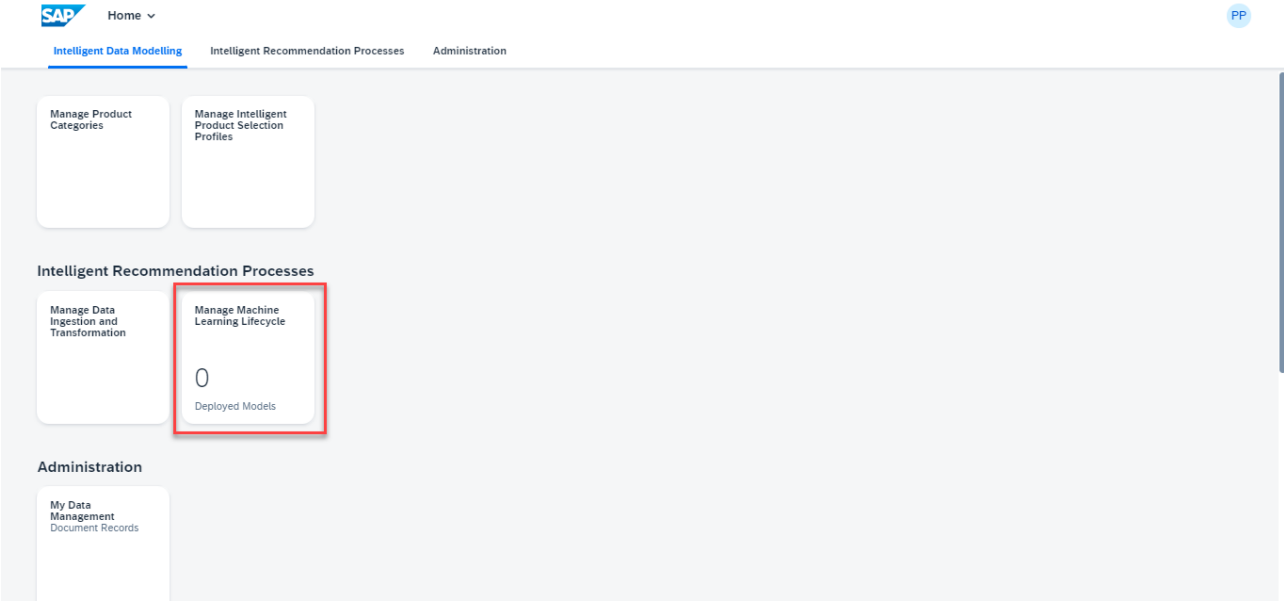 SAP Home
PP
Intelligent Data Modelling Intelligent Recommendation Processes Administration
Manage Product
Categories
Manage Intelligent
Product Selection
Profiles
Intelligent Recommendation Processes
Manage Data
Ingestion and
Transformation
Manage Machine
Learning Lifecycle
0
Deployed Models
Administration
My Data
Management
Document Records